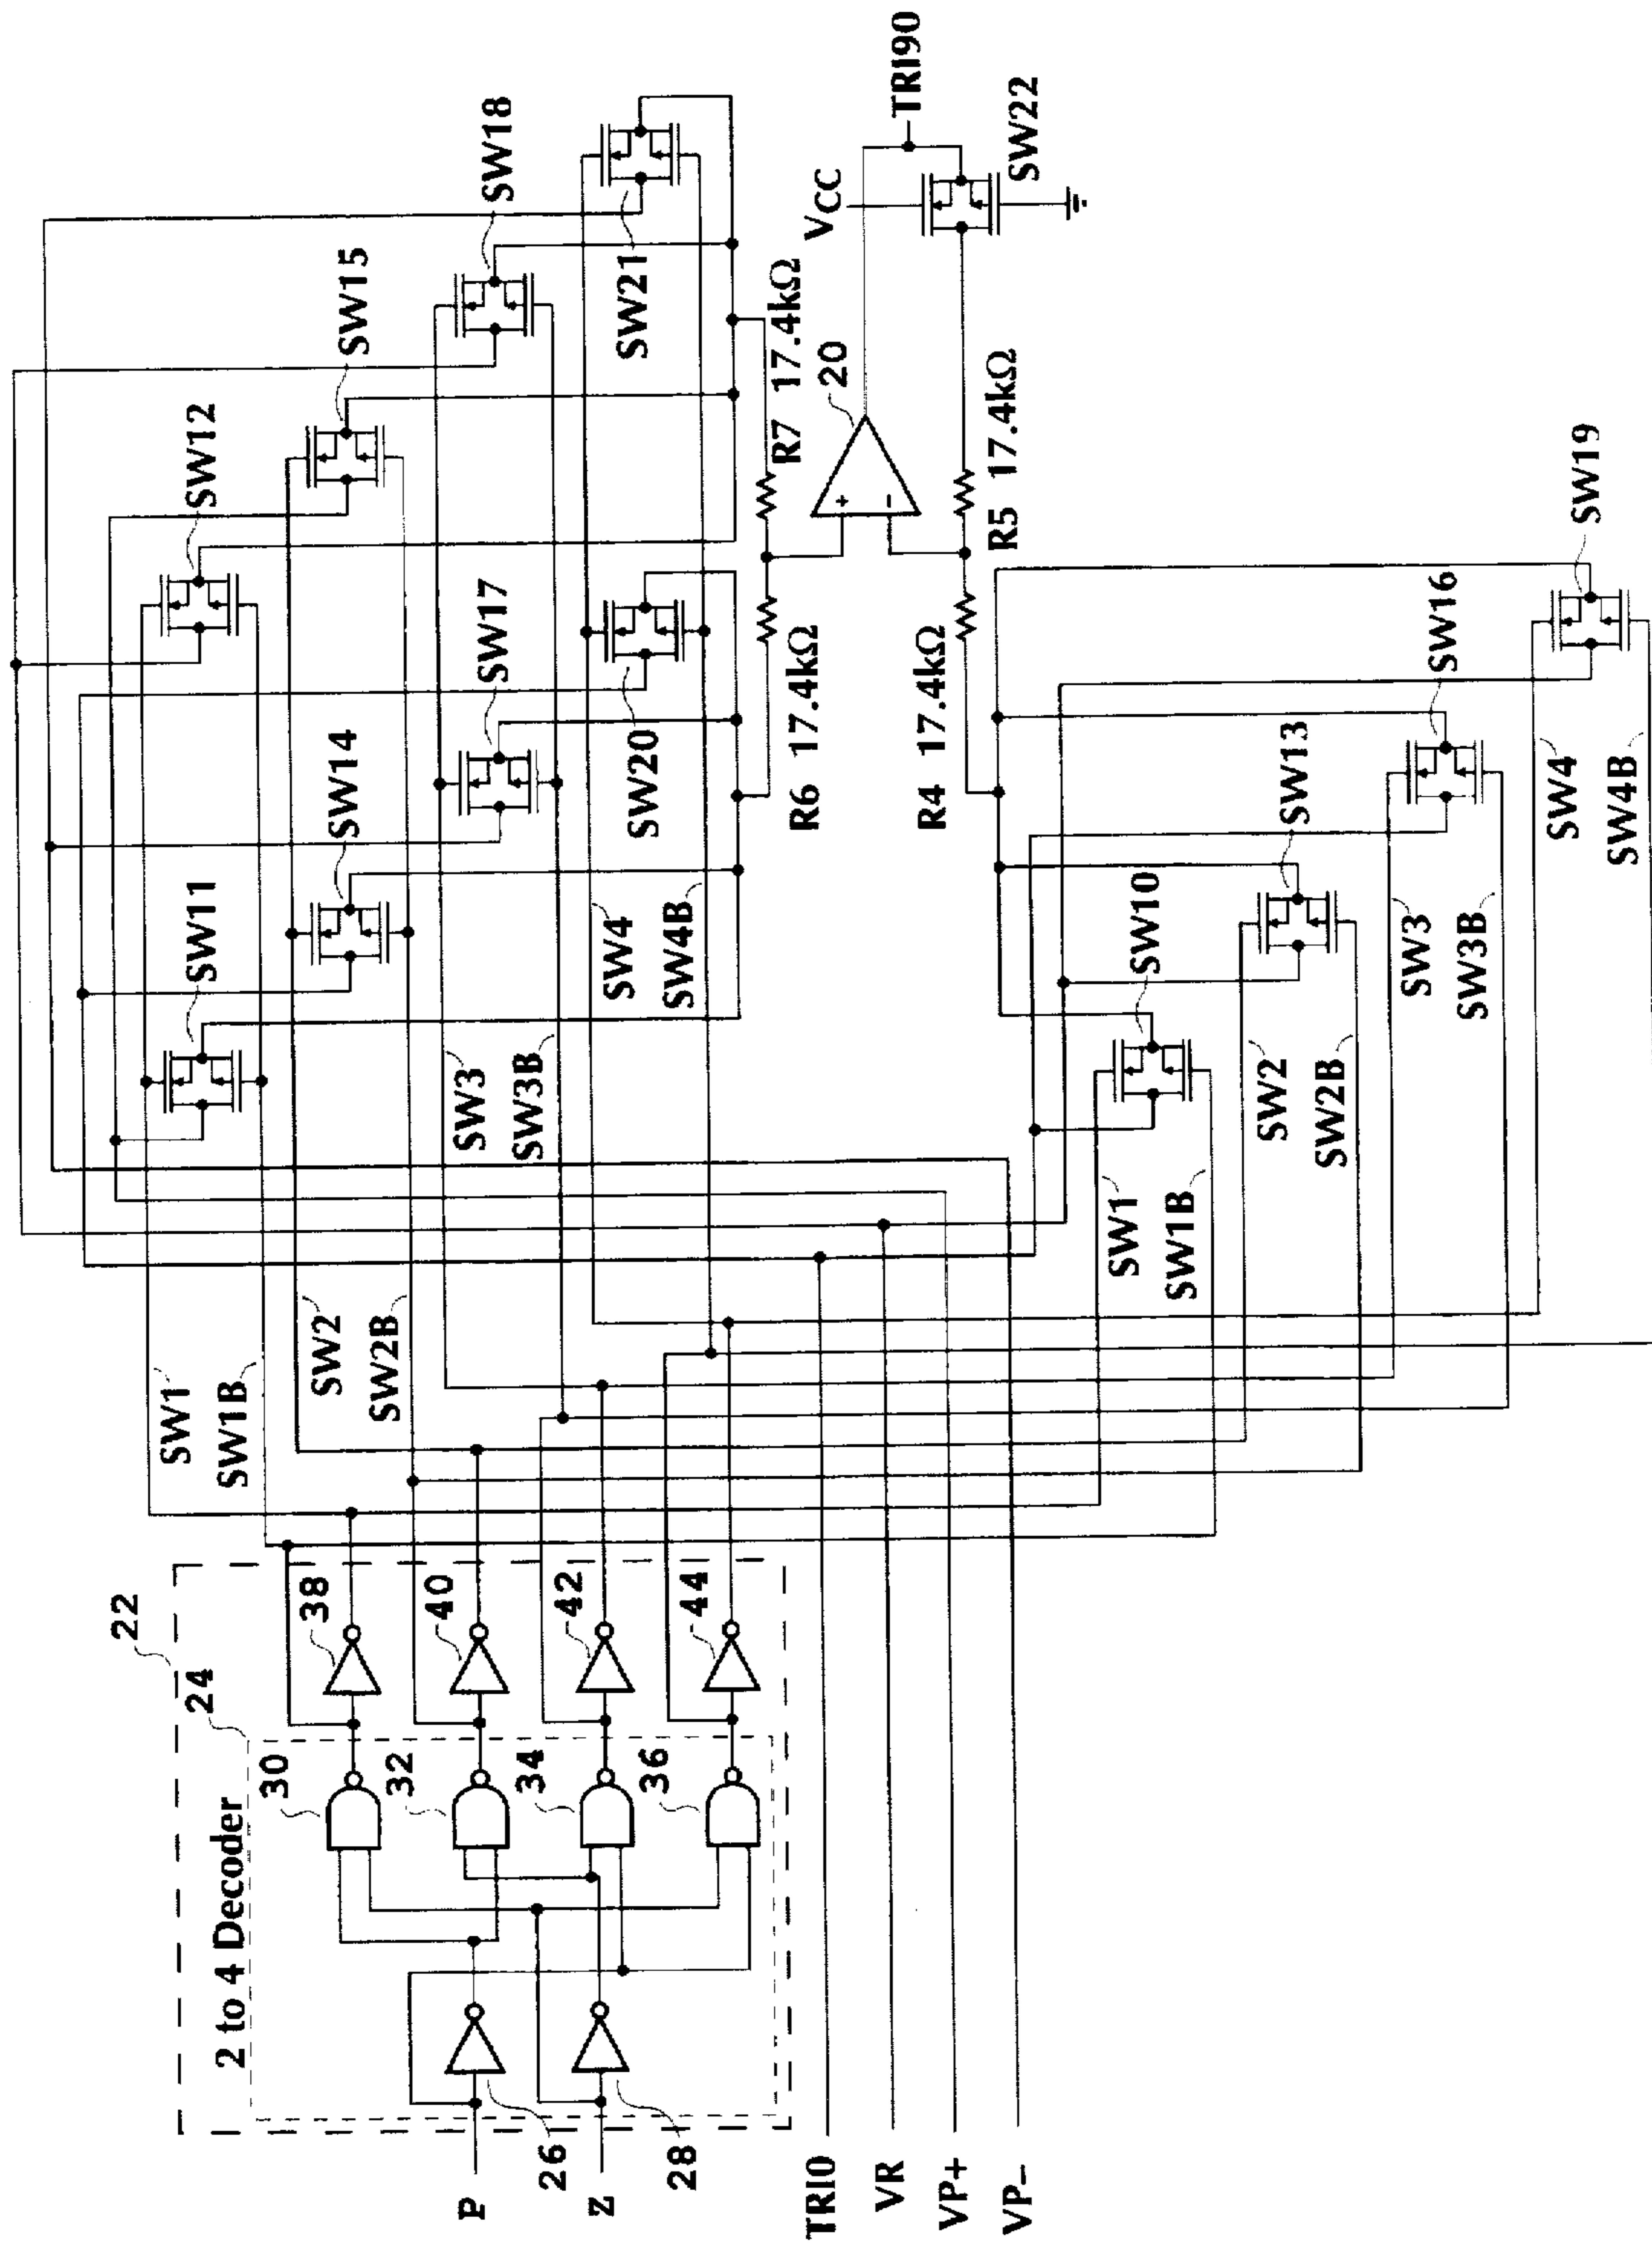 22
24
2 to 4 Decoder
30
38
32
40
34
42
36
44
P
26
Z
28
TRI0
VR
VP+
VP–
SW1
SW1B
SW2
SW2B
SW3
SW3B
SW4
SW4B
SW11
SW12
SW14
SW15
SW17
SW18
SW20
SW21
R6 17.4kΩ
R7 17.4kΩ
+
–
20
VCC
TRI90
SW22
R4 17.4kΩ
R5 17.4kΩ
SW1
SW1B
SW10
SW2
SW2B
SW13
SW3
SW3B
SW16
SW4
SW4B
SW19